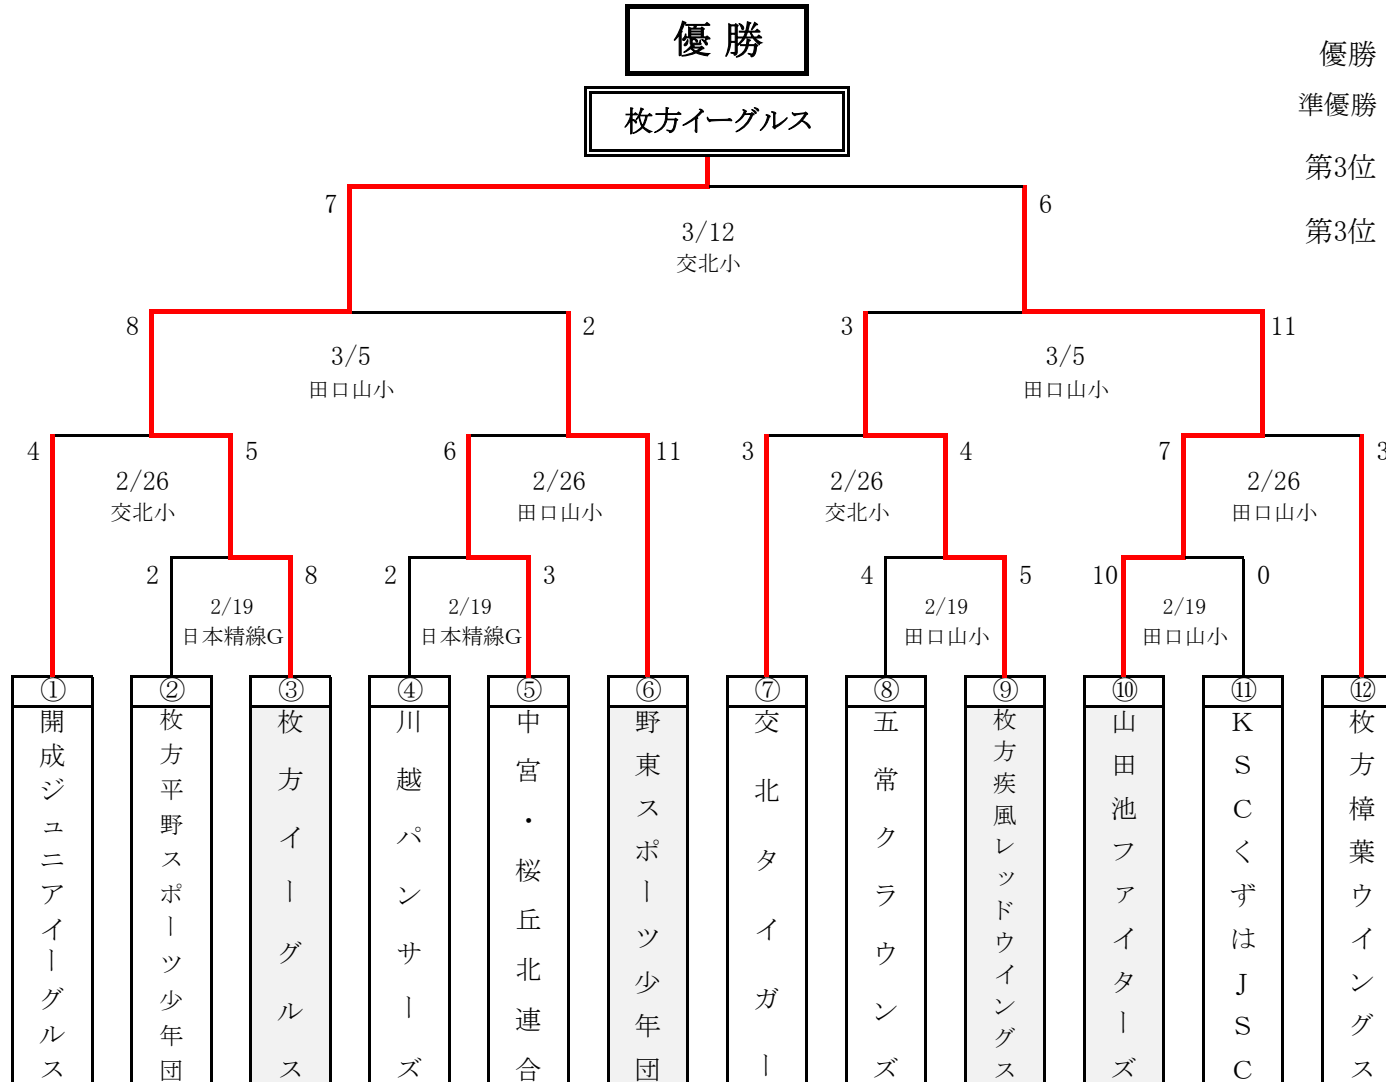 優勝
枚方イーグルス
優勝
準優勝
第3位
第3位
7
6
3/12
交北小
8
2
3
11
3/5
田口山小
3/5
田口山小
4
5
6
11
3
4
7
3
2/26
交北小
2/26
田口山小
2/26
交北小
2/26
田口山小
2
8
2
3
4
5
10
0
2/19
日本精線G
2/19
日本精線G
2/19
田口山小
2/19
田口山小
①
開成ジュニアイーグルス
②
枚方平野スポーツ少年団
③
枚方イーグルス
④
川越パンサーズ
⑤
中宮・桜丘北連合
⑥
野東スポーツ少年団
⑦
交北タイガー
⑧
五常クラウンズ
⑨
枚方疾風レッドウイングス
⑩
山田池ファイターズ
⑪
KSCくずはJSC
⑫
枚方樟葉ウイングス